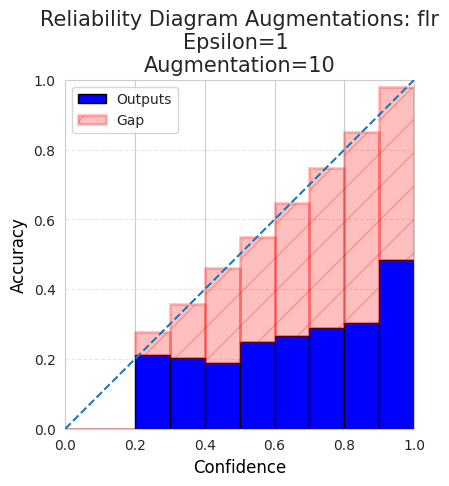 Reliability Diagram Augmentations: flr
Epsilon=1
Augmentation=10
Outputs
Gap
1.0
0.8
0.6
0.4
0.2
0.0
Accuracy
0.0 0.2 0.4 0.6 0.8 1.0
Confidence